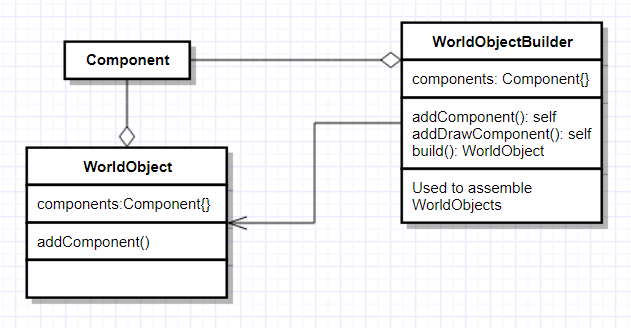 Component
WorldObjectBuilder
components: Component{}
addComponent(): self
addDrawComponent(): self
build(): WorldObject
Used to assemble
WorldObjects
WorldObject
components:Component{}
addComponent()